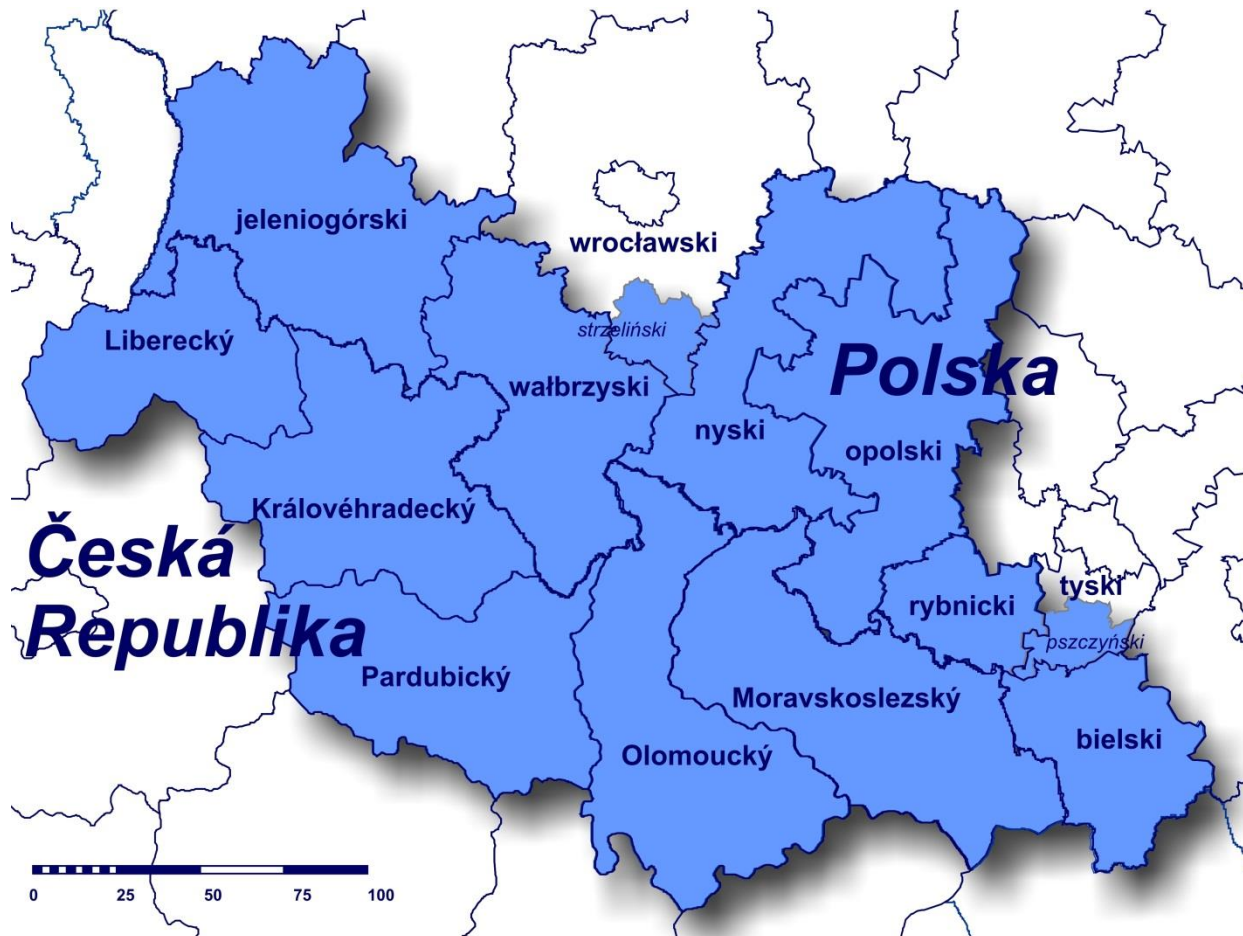 jeleniogórski
wrocławski
strzeliński
Liberecký
wałbrzyski
Polska
nyski
opolski
Královéhradecký
Česká
Republika
tyski
rybnicki
pszczyński
Pardubický
Moravskoslezský
bielski
Olomoucký
0 25 50 75 100